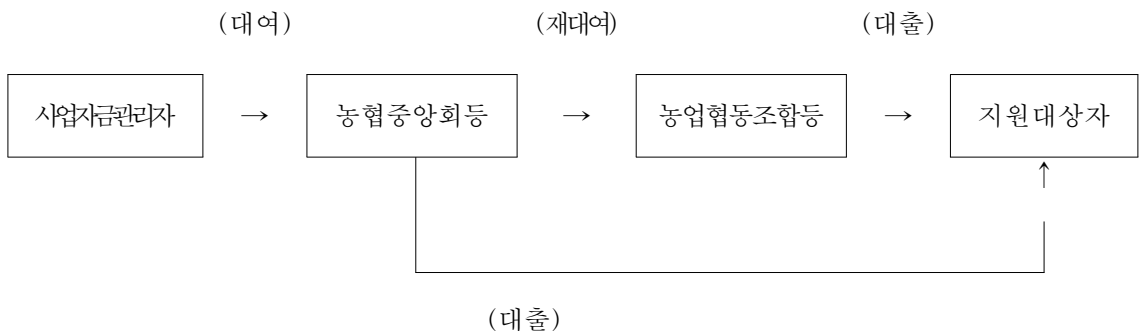 (대여) (재대여) (대출)
사업자금관리자 → 농협중앙회등 → 농업협동조합등 → 지원대상자
(대출)